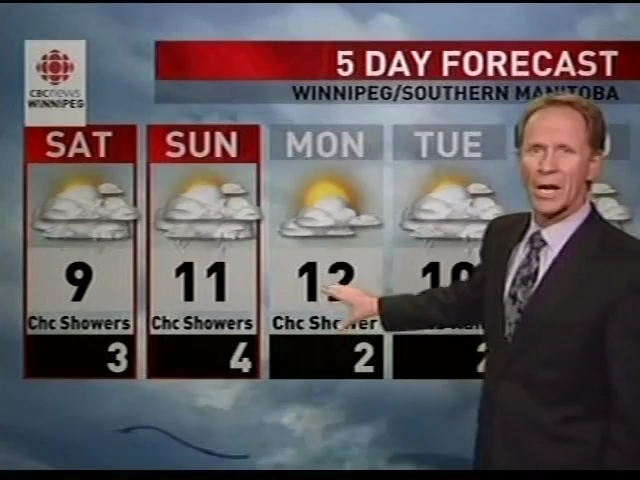 CBCnews
WINNIPEG
5 DAY FORECAST
WINNIPEG/SOUTHERN MANITOBA
SAT SUN MON TUE
9 11 12
Chc Showers Chc Showers Chc Shower
3 4 2